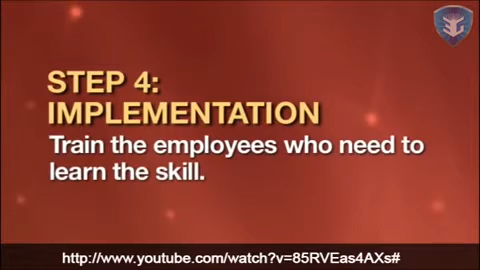 STEP 4:
IMPLEMENTATION
Train the employees who need to
learn the skill.
http://www.youtube.com/watch?v=85RVEas4AXs#